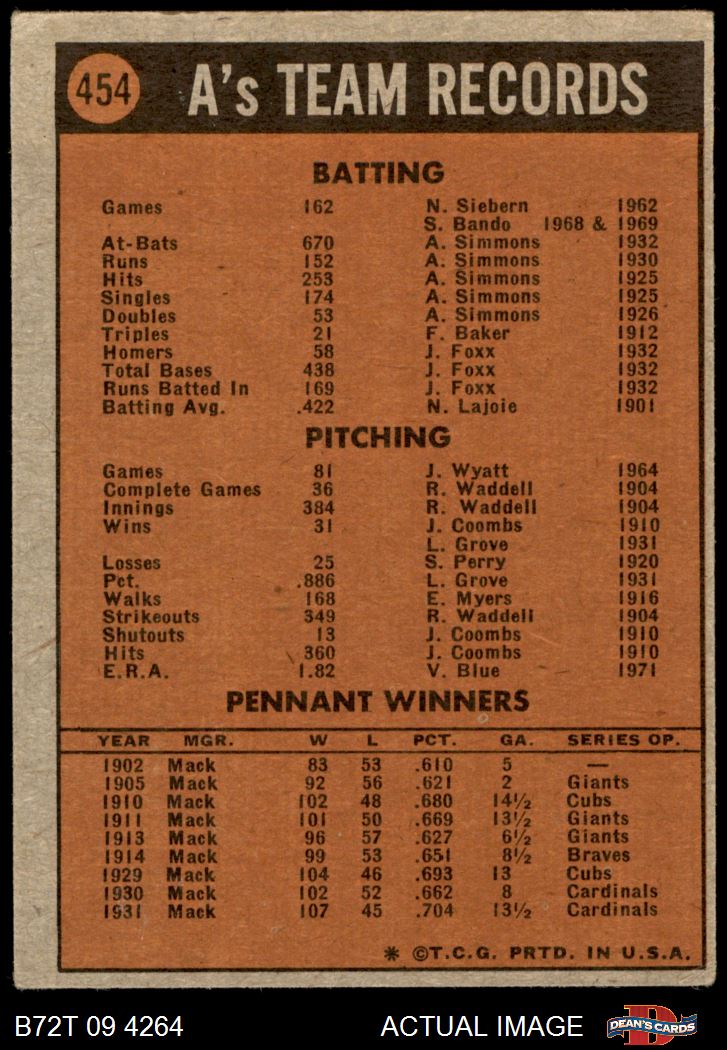 454 A's TEAM RECORDS
BATTING
Games 162 N. Siebern 1962
S. Bando 1968 & 1969
At-Bats 670 A. Simmons 1932
Runs 152 A. Simmons 1930
Hits 253 A. Simmons 1925
Singles 174 A. Simmons 1925
Doubles 53 A. Simmons 1926
Triples 21 F. Baker 1912
Homers 58 J. Foxx 1932
Total Bases 438 J. Foxx 1932
Runs Batted In 169 J. Foxx 1932
Batting Avg. .422 N. Lajoie 1901
PITCHING
Games 81 J. Wyatt 1964
Complete Games 36 R. Waddell 1904
Innings 384 R. Waddell 1904
Wins 31 J. Coombs 1910
L. Grove 1931
Losses 25 S. Perry 1920
Pct. .886 L. Grove 1931
Walks 168 E. Myers 1916
Strikeouts 349 R. Waddell 1904
Shutouts 13 J. Coombs 1910
Hits 360 J. Coombs 1910
E.R.A. 1.82 V. Blue 1971
PENNANT WINNERS
YEAR MGR. W L PCT. GA. SERIES OP.
1902 Mack 83 53 .610 5 —
1905 Mack 92 56 .621 2 Giants
1910 Mack 102 48 .680 14½ Cubs
1911 Mack 101 50 .669 13½ Giants
1913 Mack 96 57 .627 6½ Giants
1914 Mack 99 53 .651 8½ Braves
1929 Mack 104 46 .693 13 Cubs
1930 Mack 102 52 .662 8 Cardinals
1931 Mack 107 45 .704 13½ Cardinals
* ©T.C.G. PRTD. IN U.S.A.
B72T 09 4264 ACTUAL IMAGE D DEAN'S CARDS